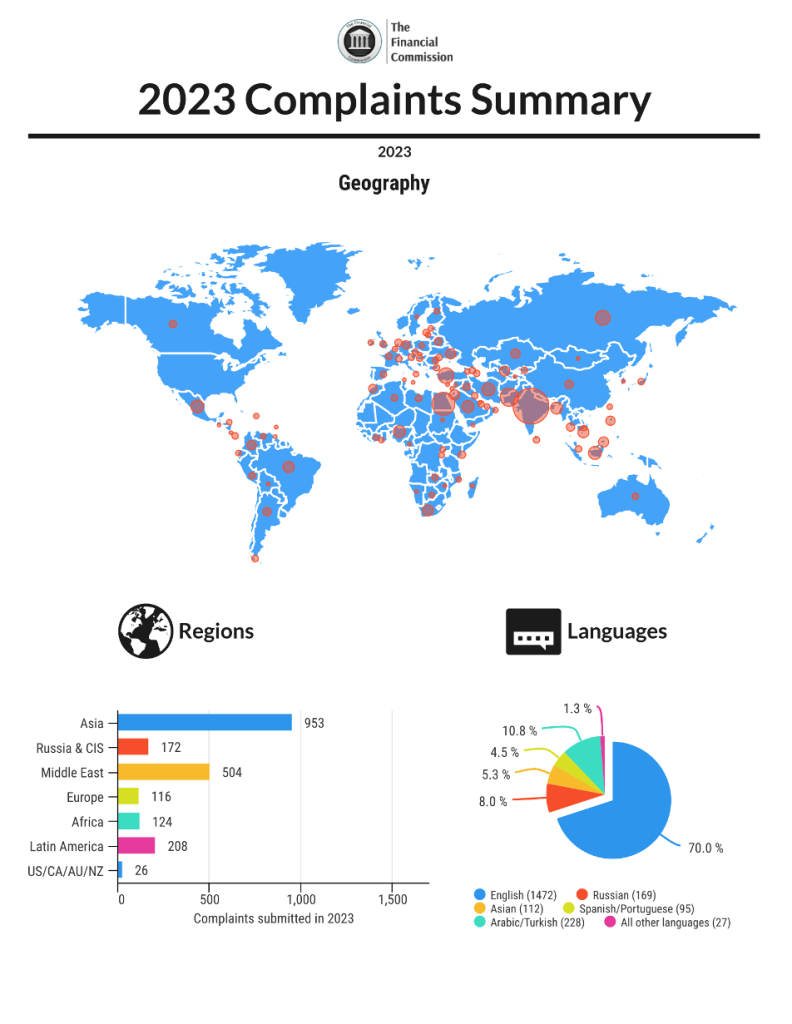 The
Financial
Commission
2023 Complaints Summary
2023
Geography
Regions
Languages
Asia 953
Russia & CIS 172
Middle East 504
Europe 116
Africa 124
Latin America 208
US/CA/AU/NZ 26
0 500 1,000 1,500
Complaints submitted in 2023
1.3 %
10.8 %
4.5 %
5.3 %
8.0 %
70.0 %
English (1472) Russian (169)
Asian (112) Spanish/Portuguese (95)
Arabic/Turkish (228) All other languages (27)